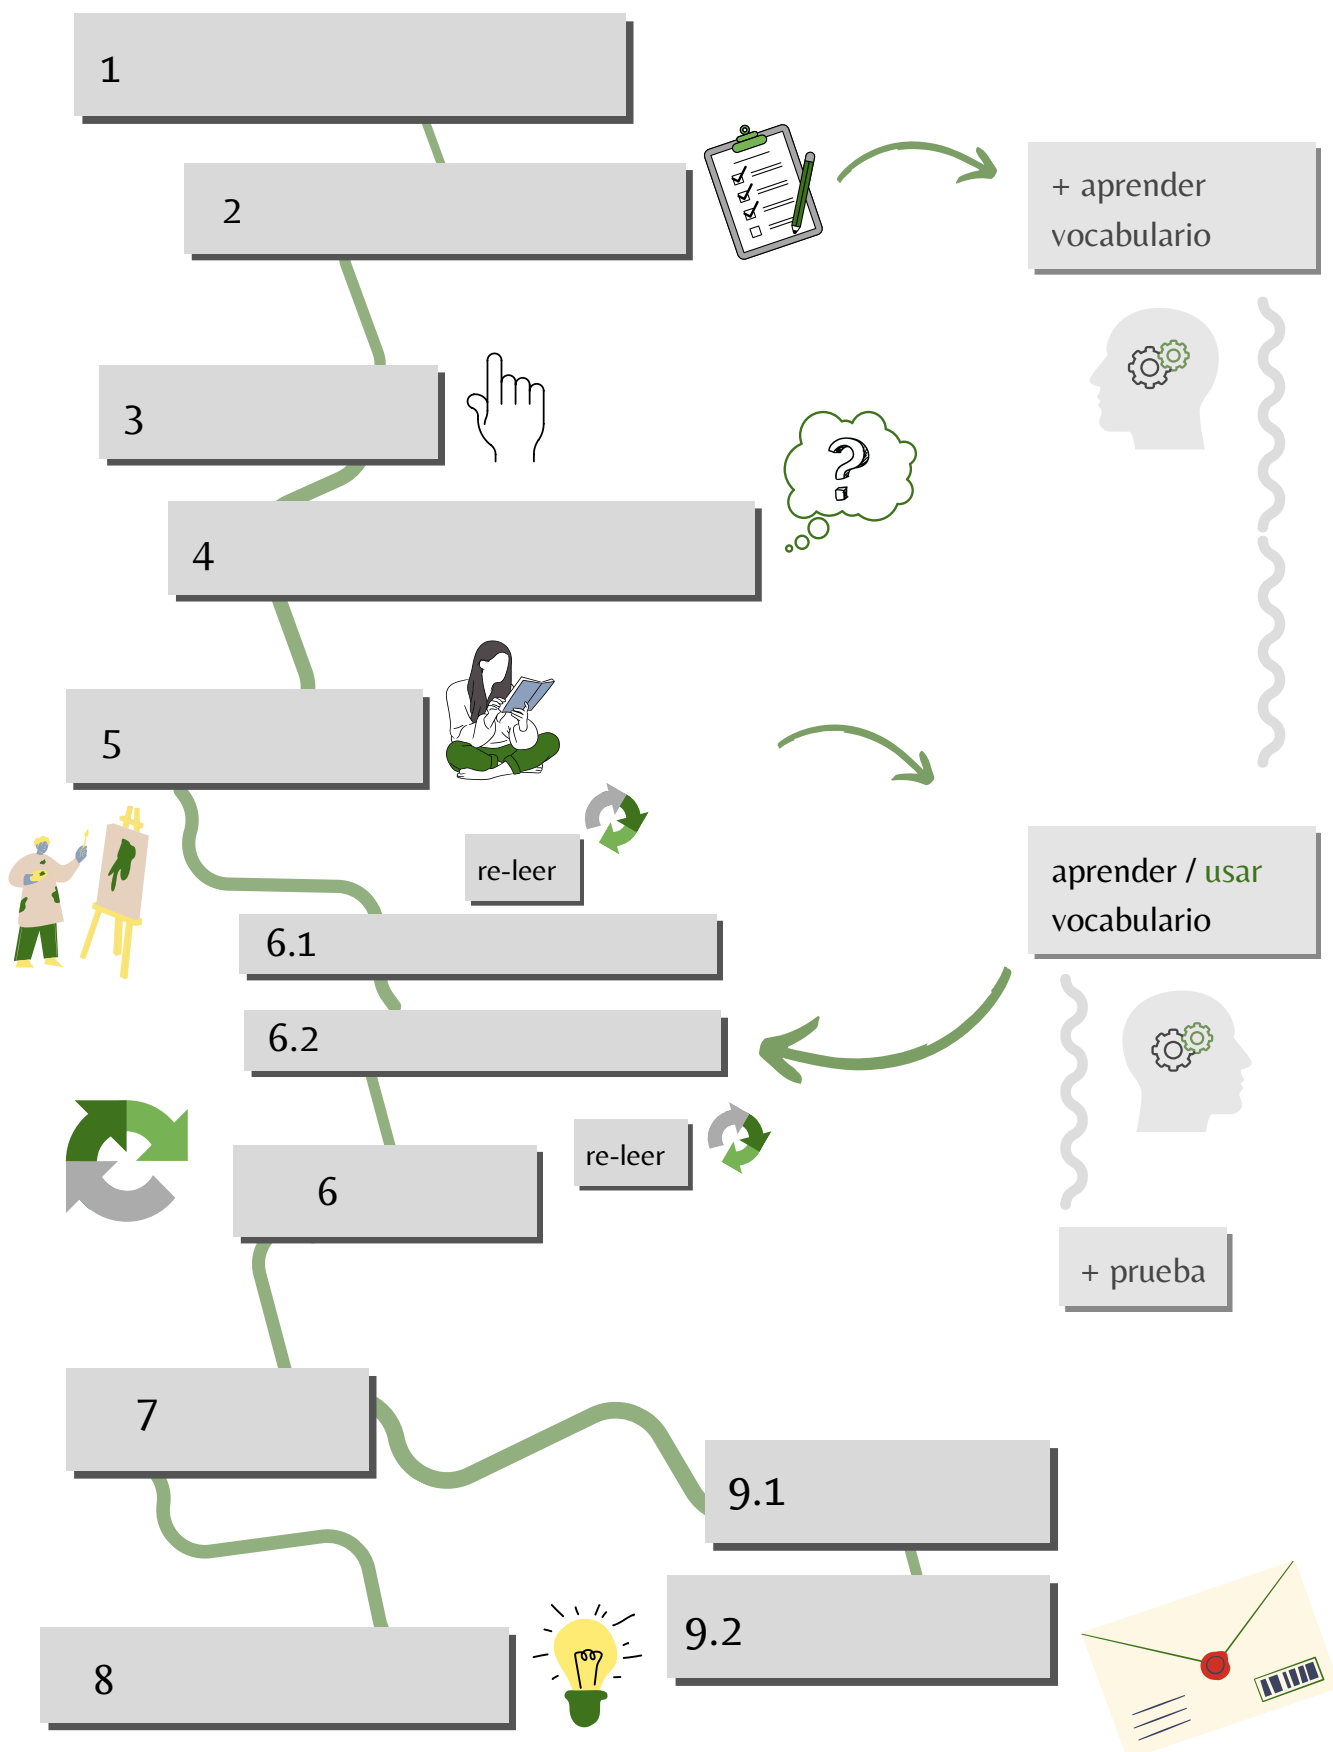 1
2
+ aprender
vocabulario
3
?
4
5
re-leer
aprender / usar
vocabulario
6.1
6.2
re-leer
6
+ prueba
7
9.1
9.2
8